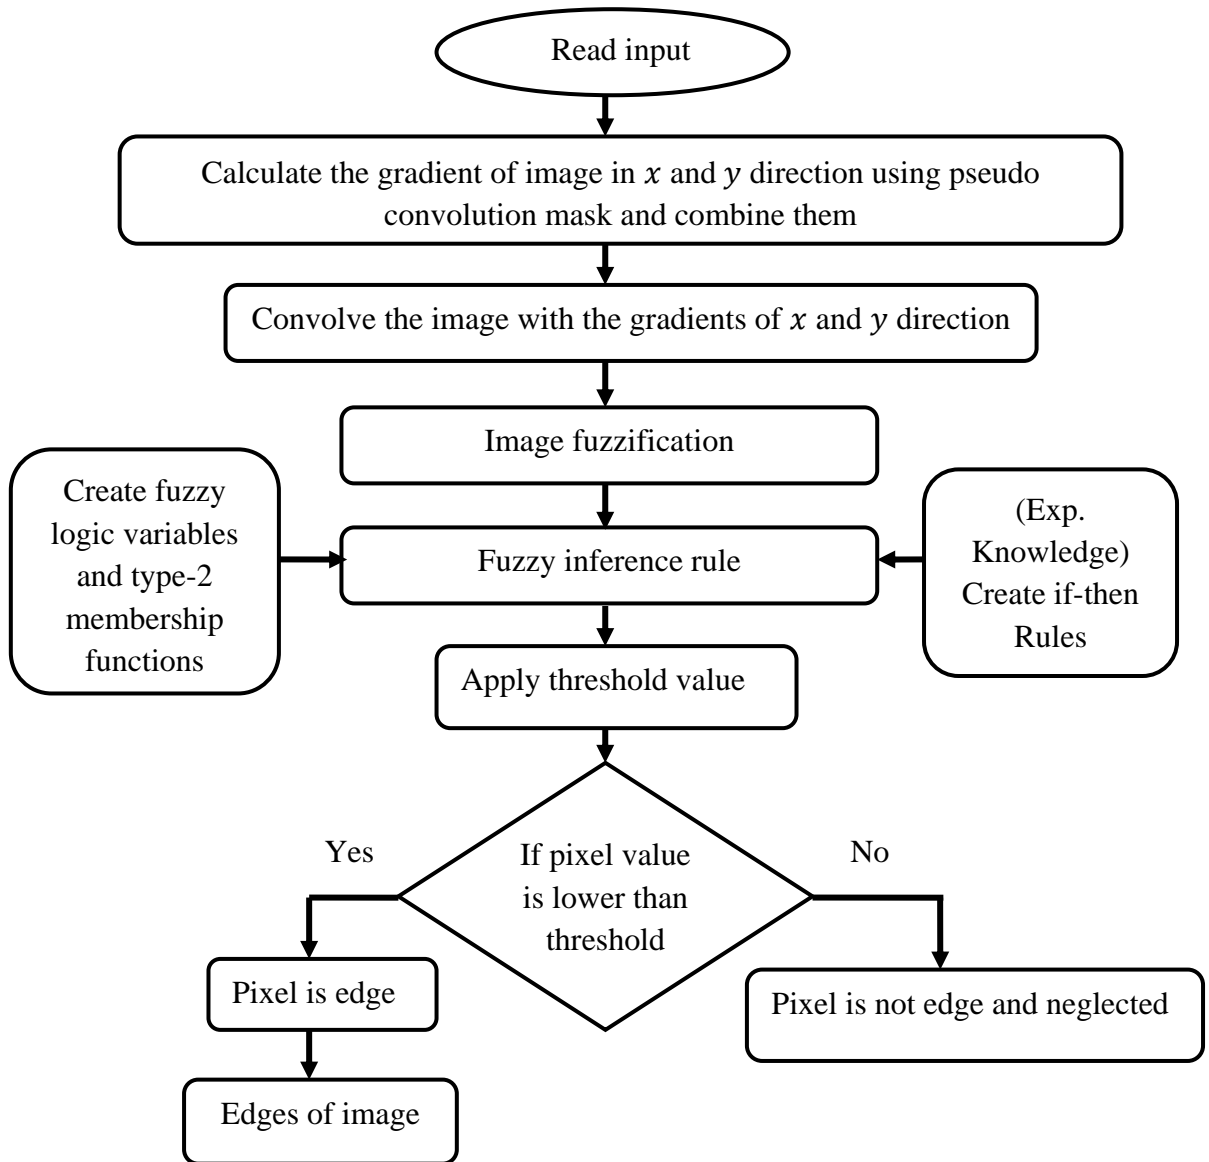 Read input
Calculate the gradient of image in 𝑥 and 𝑦 direction using pseudo
convolution mask and combine them
Convolve the image with the gradients of 𝑥 and 𝑦 direction
Image fuzzification
Create fuzzy
logic variables
and type-2
membership
functions
Fuzzy inference rule
(Exp.
Knowledge)
Create if-then
Rules
Apply threshold value
Yes
If pixel value
is lower than
threshold
No
Pixel is edge
Pixel is not edge and neglected
Edges of image